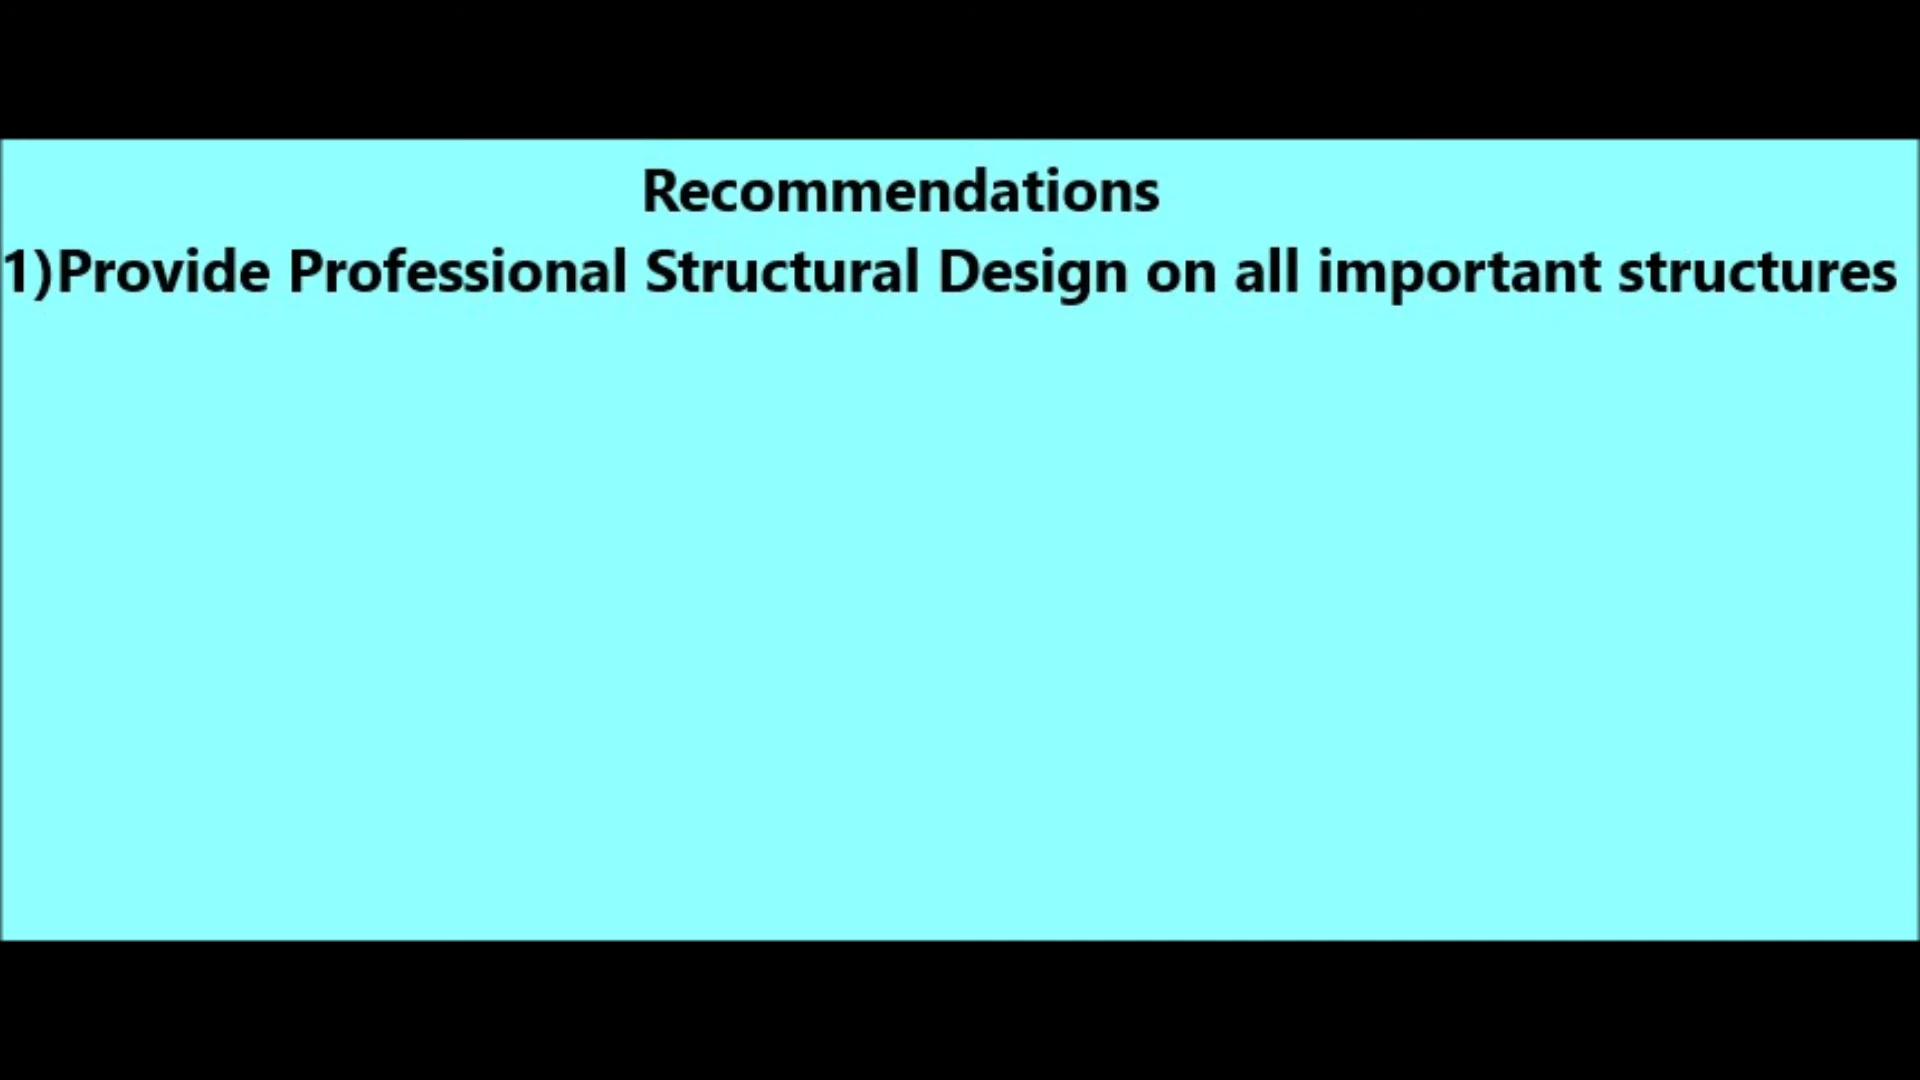 Recommendations
1)Provide Professional Structural Design on all important structures